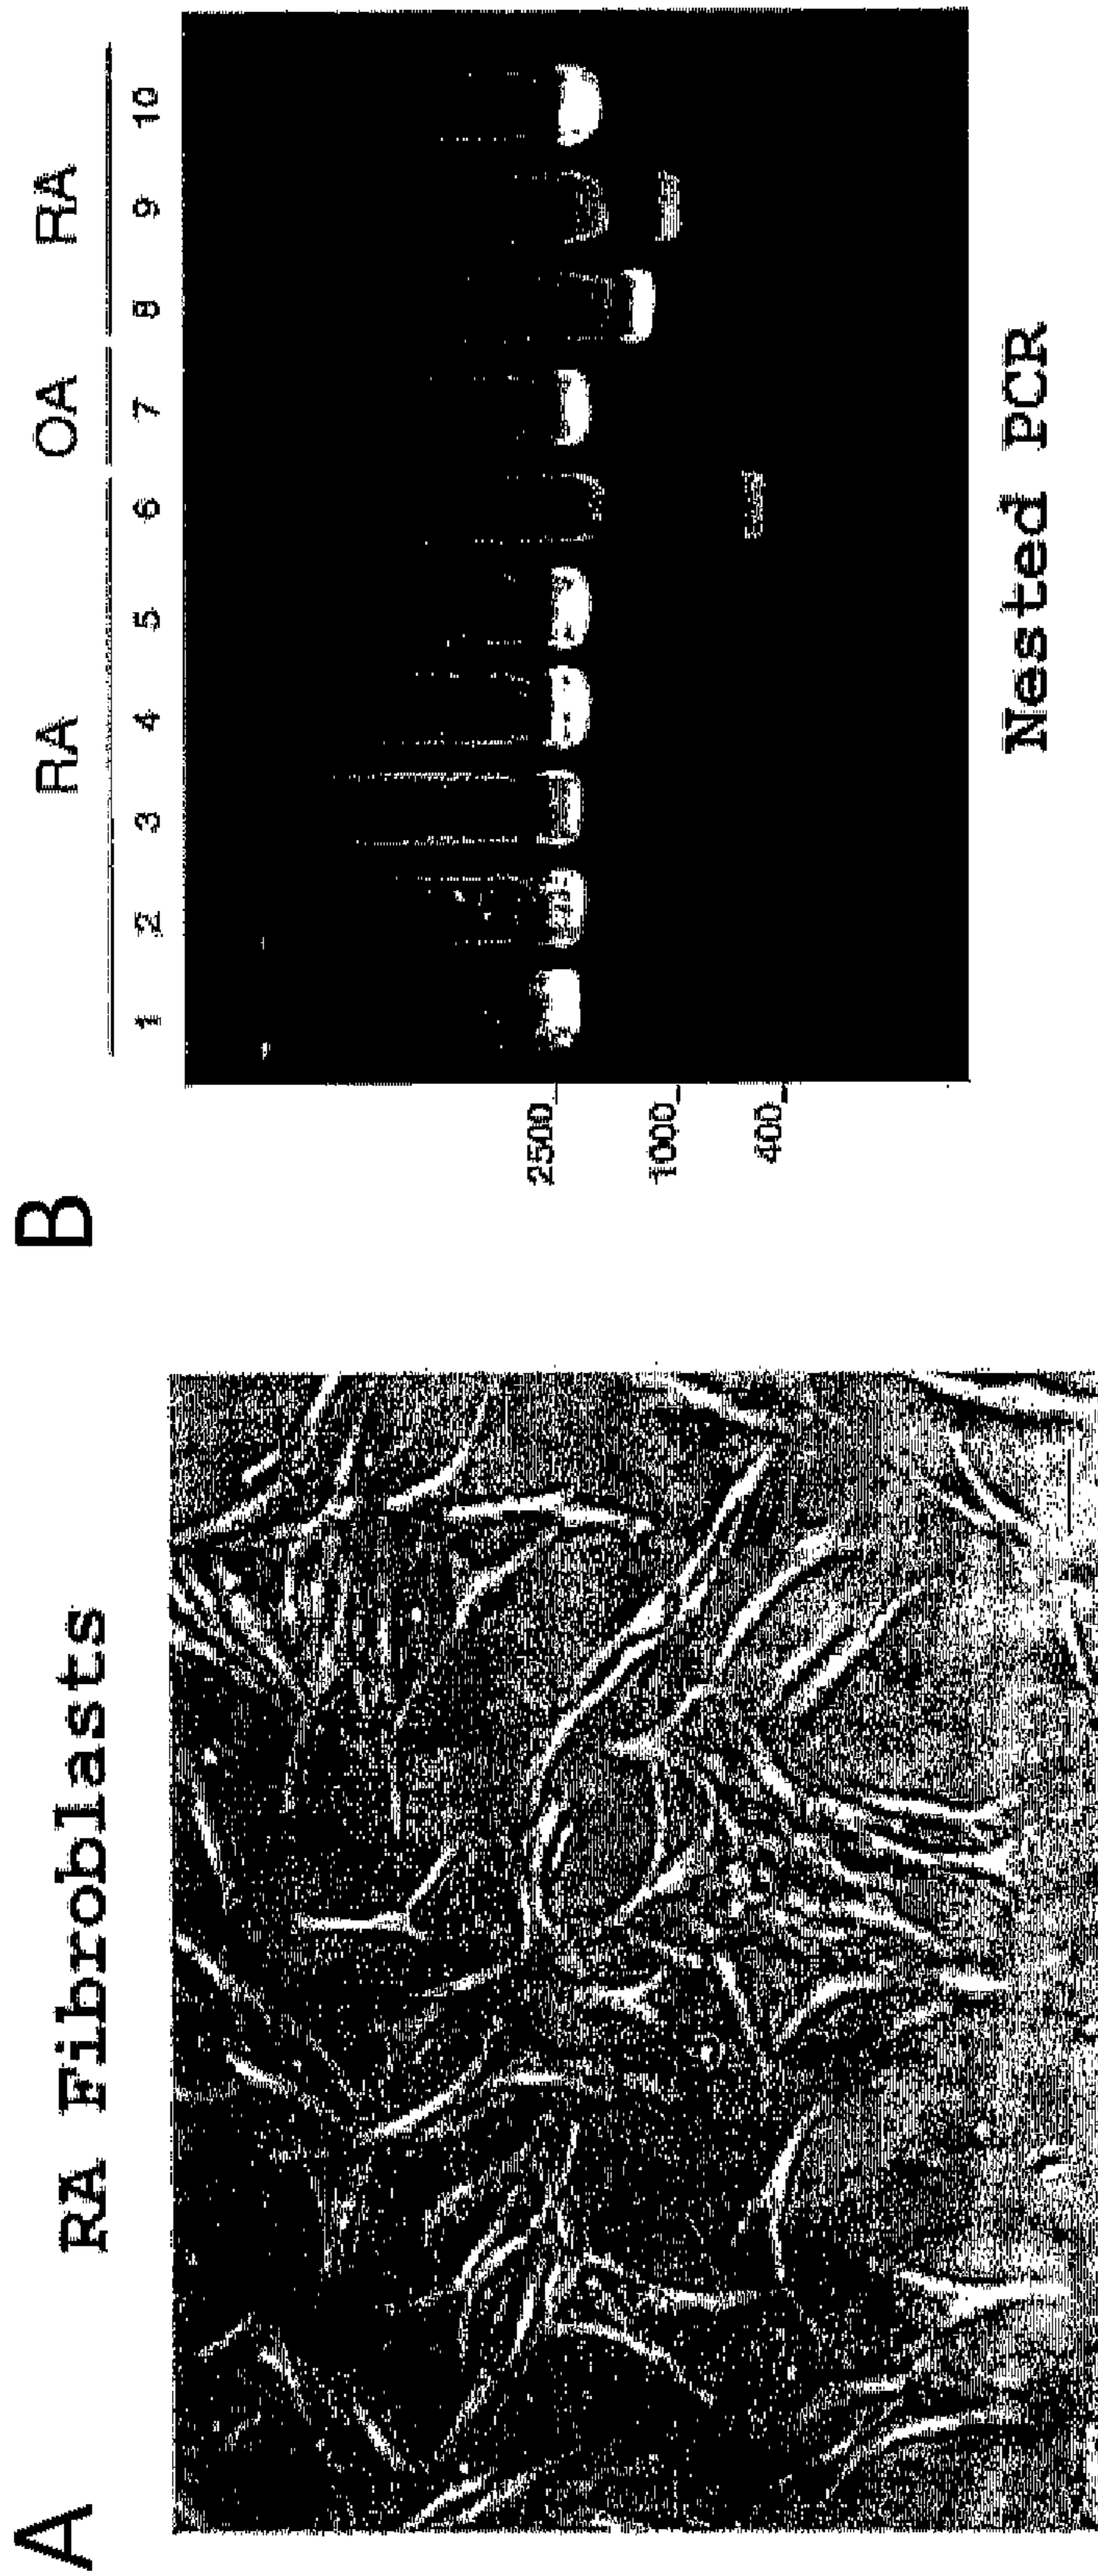 A
RA Fibroblasts
B
RA OA RA
1 2 3 4 5 6 7 8 9 10
2500
1000
400
Nested PCR